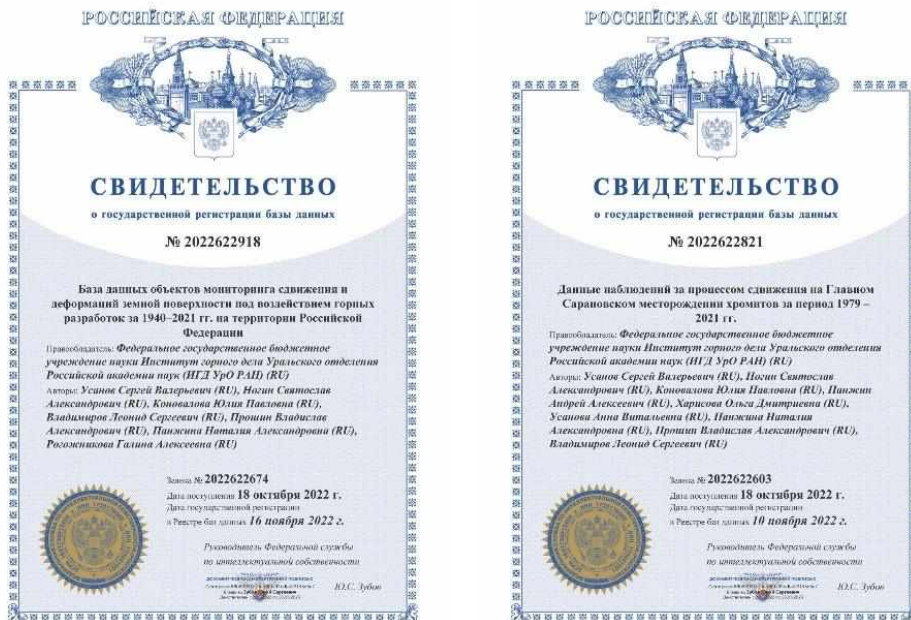 РОССИЙСКАЯ ФЕДЕРАЦИЯ
СВИДЕТЕЛЬСТВО
о государственной регистрации базы данных
№ 2022622918
База данных объектов мониторинга сдвижения и
деформаций земной поверхности под воздействием горных
разработок за 1940–2021 гг. на территории Российской
Федерации
Правообладатель: Федеральное государственное бюджетное
учреждение науки Институт горного дела Уральского отделения
Российской академии наук (ИГД УрО РАН) (RU)
Авторы: Усанов Сергей Валерьевич (RU), Ногин Святослав
Александрович (RU), Коновалова Юлия Павловна (RU),
Владимиров Леонид Сергеевич (RU), Прошин Владислав
Александрович (RU), Панжина Наталия Александровна (RU),
Рогожникова Галина Алексеевна (RU)
Заявка № 2022622674
Дата поступления 18 октября 2022 г.
Дата государственной регистрации
в Реестре баз данных 16 ноября 2022 г.
Руководитель Федеральной службы
по интеллектуальной собственности
Ю.С. Зубов
РОССИЙСКАЯ ФЕДЕРАЦИЯ
СВИДЕТЕЛЬСТВО
о государственной регистрации базы данных
№ 2022622821
Данные наблюдений за процессом сдвижения на Главном
Сарановском месторождении хромитов за период 1979 –
2021 гг.
Правообладатель: Федеральное государственное бюджетное
учреждение науки Институт горного дела Уральского отделения
Российской академии наук (ИГД УрО РАН) (RU)
Авторы: Усанов Сергей Валерьевич (RU), Ногин Святослав
Александрович (RU), Коновалова Юлия Павловна (RU), Панжин
Андрей Алексеевич (RU), Харисова Ольга Дмитриевна (RU),
Усанова Анна Витальевна (RU), Панжина Наталия
Александровна (RU), Прошин Владислав Александрович (RU),
Владимиров Леонид Сергеевич (RU)
Заявка № 2022622603
Дата поступления 18 октября 2022 г.
Дата государственной регистрации
в Реестре баз данных 10 ноября 2022 г.
Руководитель Федеральной службы
по интеллектуальной собственности
Ю.С. Зубов